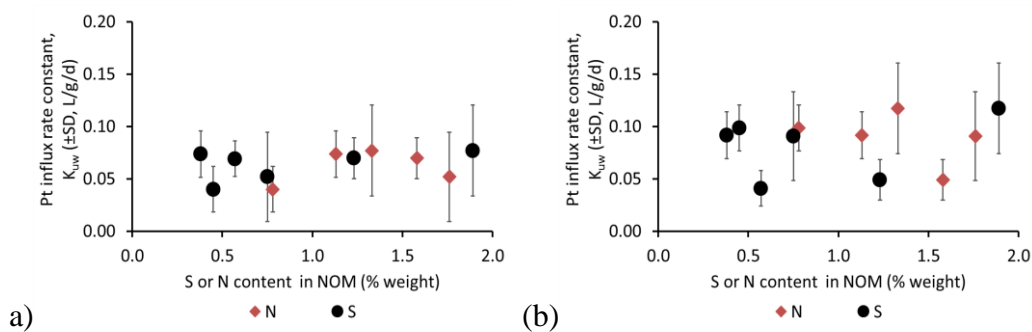 Pt influx rate constant,
Kuw (±SD, L/g/d)
0.20
0.15
0.10
0.05
0.00
0.0 0.5 1.0 1.5 2.0
S or N content in NOM (% weight)
N S
a)
Pt influx rate constant,
Kuw (±SD, L/g/d)
0.20
0.15
0.10
0.05
0.00
0.0 0.5 1.0 1.5 2.0
S or N content in NOM (% weight)
N S
(b)